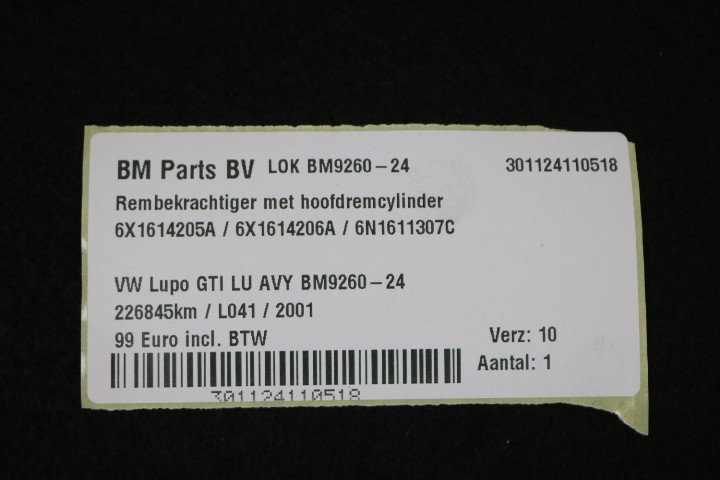 BM Parts BV LOK BM9260-24 301124110518
Rembekrachtiger met hoofdremcylinder
6X1614205A / 6X1614206A / 6N1611307C
VW Lupo GTI LU AVY BM9260-24
226845km / L041 / 2001
99 Euro incl. BTW Verz: 10
Aantal: 1
301124110518